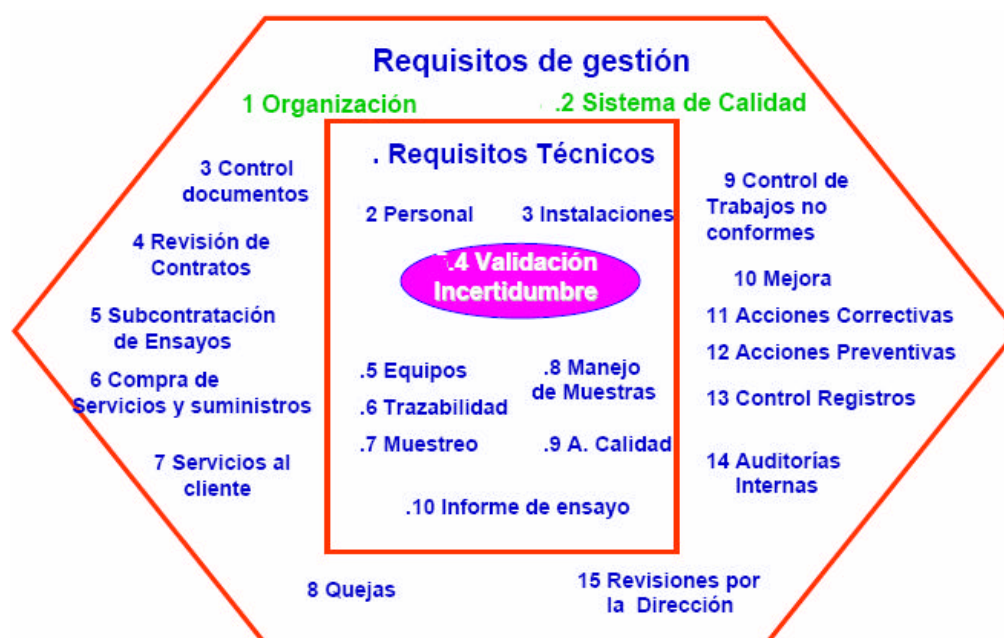 Requisitos de gestión
1 Organización
.2 Sistema de Calidad
3 Control
documentos
4 Revisión de
Contratos
5 Subcontratación
de Ensayos
6 Compra de
Servicios y suministros
7 Servicios al
cliente
8 Quejas
. Requisitos Técnicos
2 Personal
3 Instalaciones
.4 Validación
Incertidumbre
.5 Equipos
.6 Trazabilidad
.7 Muestreo
.8 Manejo
de Muestras
.9 A. Calidad
.10 Informe de ensayo
9 Control de
Trabajos no
conformes
10 Mejora
11 Acciones Correctivas
12 Acciones Preventivas
13 Control Registros
14 Auditorías
Internas
15 Revisiones por
la Dirección